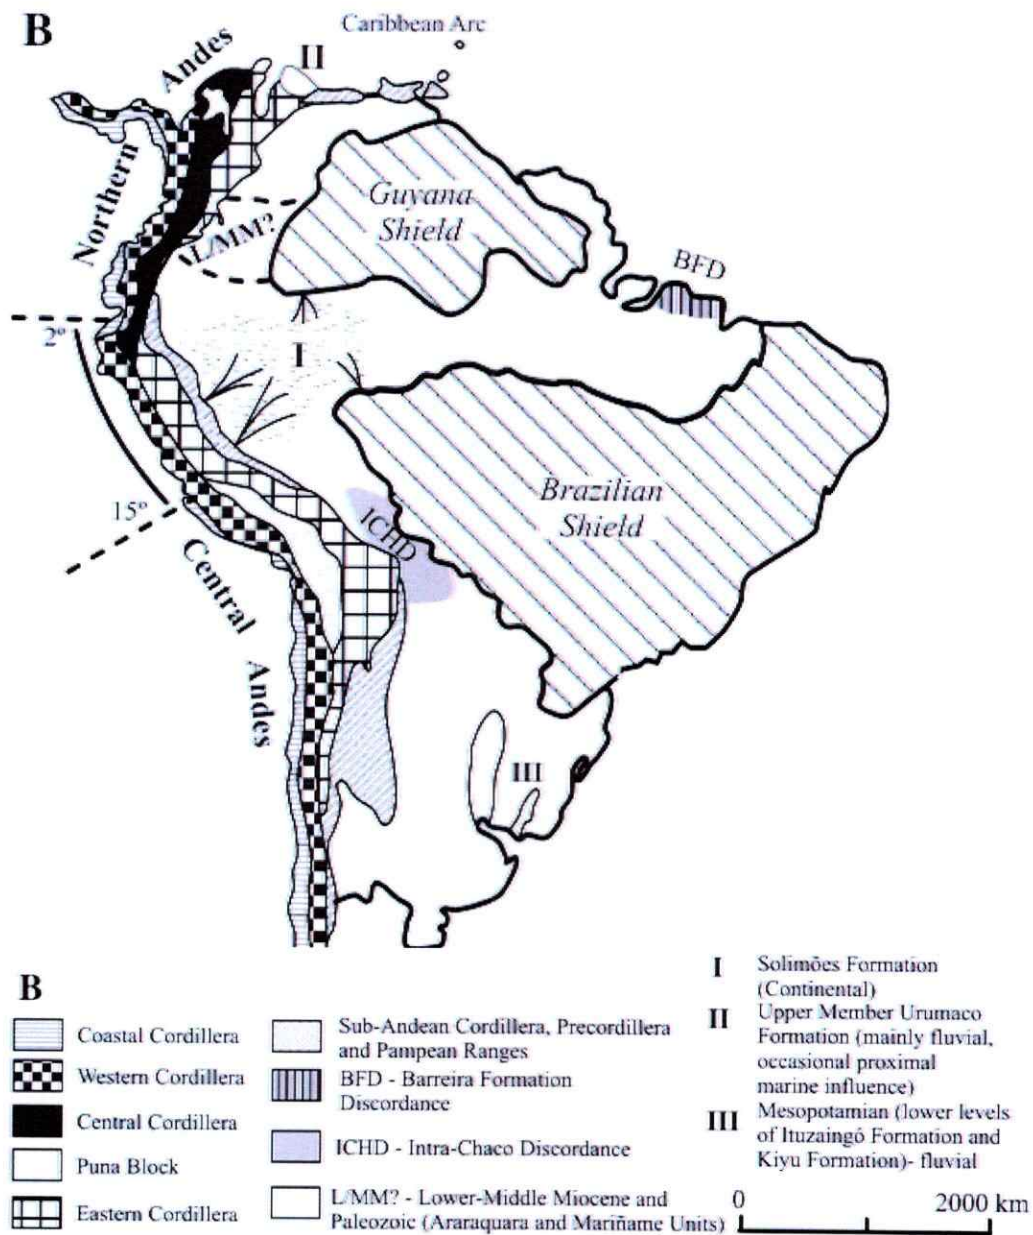 B
Caribbean Arc
Andes
II
Northern
Guyana
Shield
L/MM?
BFD
2°
I
15°
ICHD
Brazilian
Shield
Central
Andes
III
B
Coastal Cordillera
Western Cordillera
Central Cordillera
Puna Block
Eastern Cordillera
Sub-Andean Cordillera, Precordillera
and Pampean Ranges
BFD - Barreira Formation
Discordance
ICHD - Intra-Chaco Discordance
L/MM? - Lower-Middle Miocene and
Paleozoic (Araraquara and Mariñame Units)
I Solimões Formation
(Continental)
II Upper Member Urumaco
Formation (mainly fluvial,
occasional proximal
marine influence)
III Mesopotamian (lower levels
of Ituzaingó Formation and
Kiyu Formation)- fluvial
0 2000 km